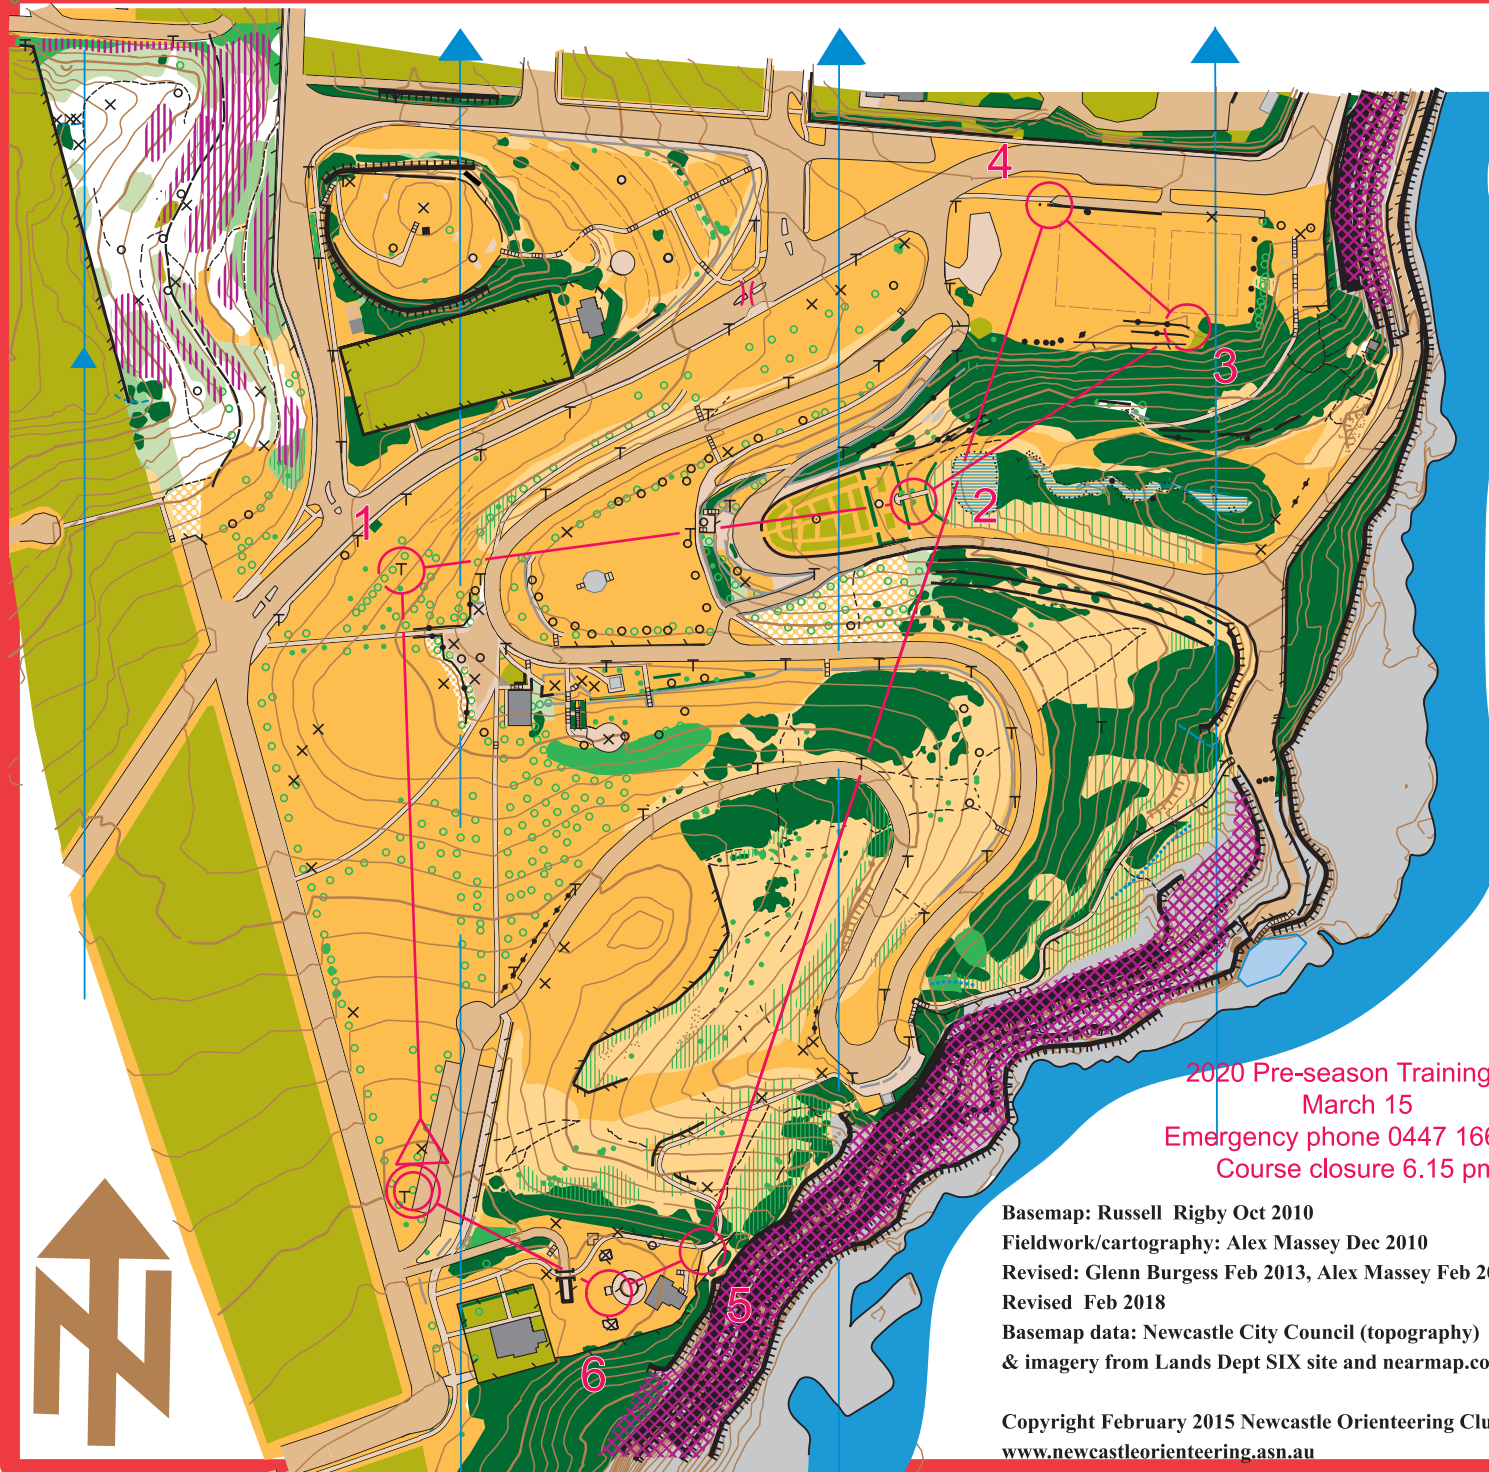 4
3
1
2
2020 Pre-season Training
March 15
Emergency phone 0447 166
Course closure 6.15 pm
Basemap: Russell Rigby Oct 2010
Fieldwork/cartography: Alex Massey Dec 2010
5
Revised: Glenn Burgess Feb 2013, Alex Massey Feb 20
Revised Feb 2018
Basemap data: Newcastle City Council (topography)
6
& imagery from Lands Dept SIX site and nearmap.co
Copyright February 2015 Newcastle Orienteering Clu
www.newcastleorienteering.asn.au
N